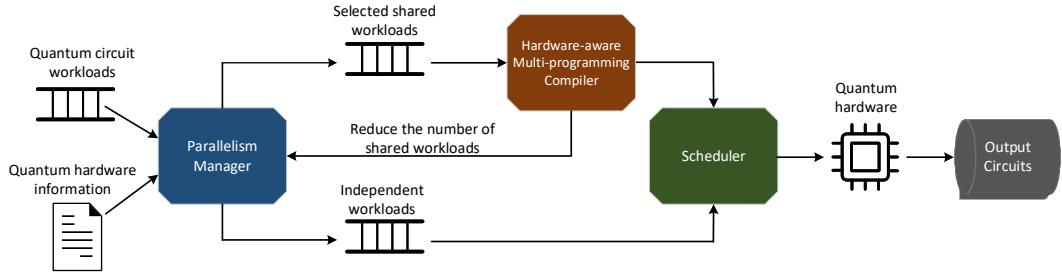 Quantum circuit
workloads
Quantum hardware
information
Parallelism
Manager
Selected shared
workloads
Hardware-aware
Multi-programming
Compiler
Reduce the number of
shared workloads
Independent
workloads
Scheduler
Quantum
hardware
Output
Circuits